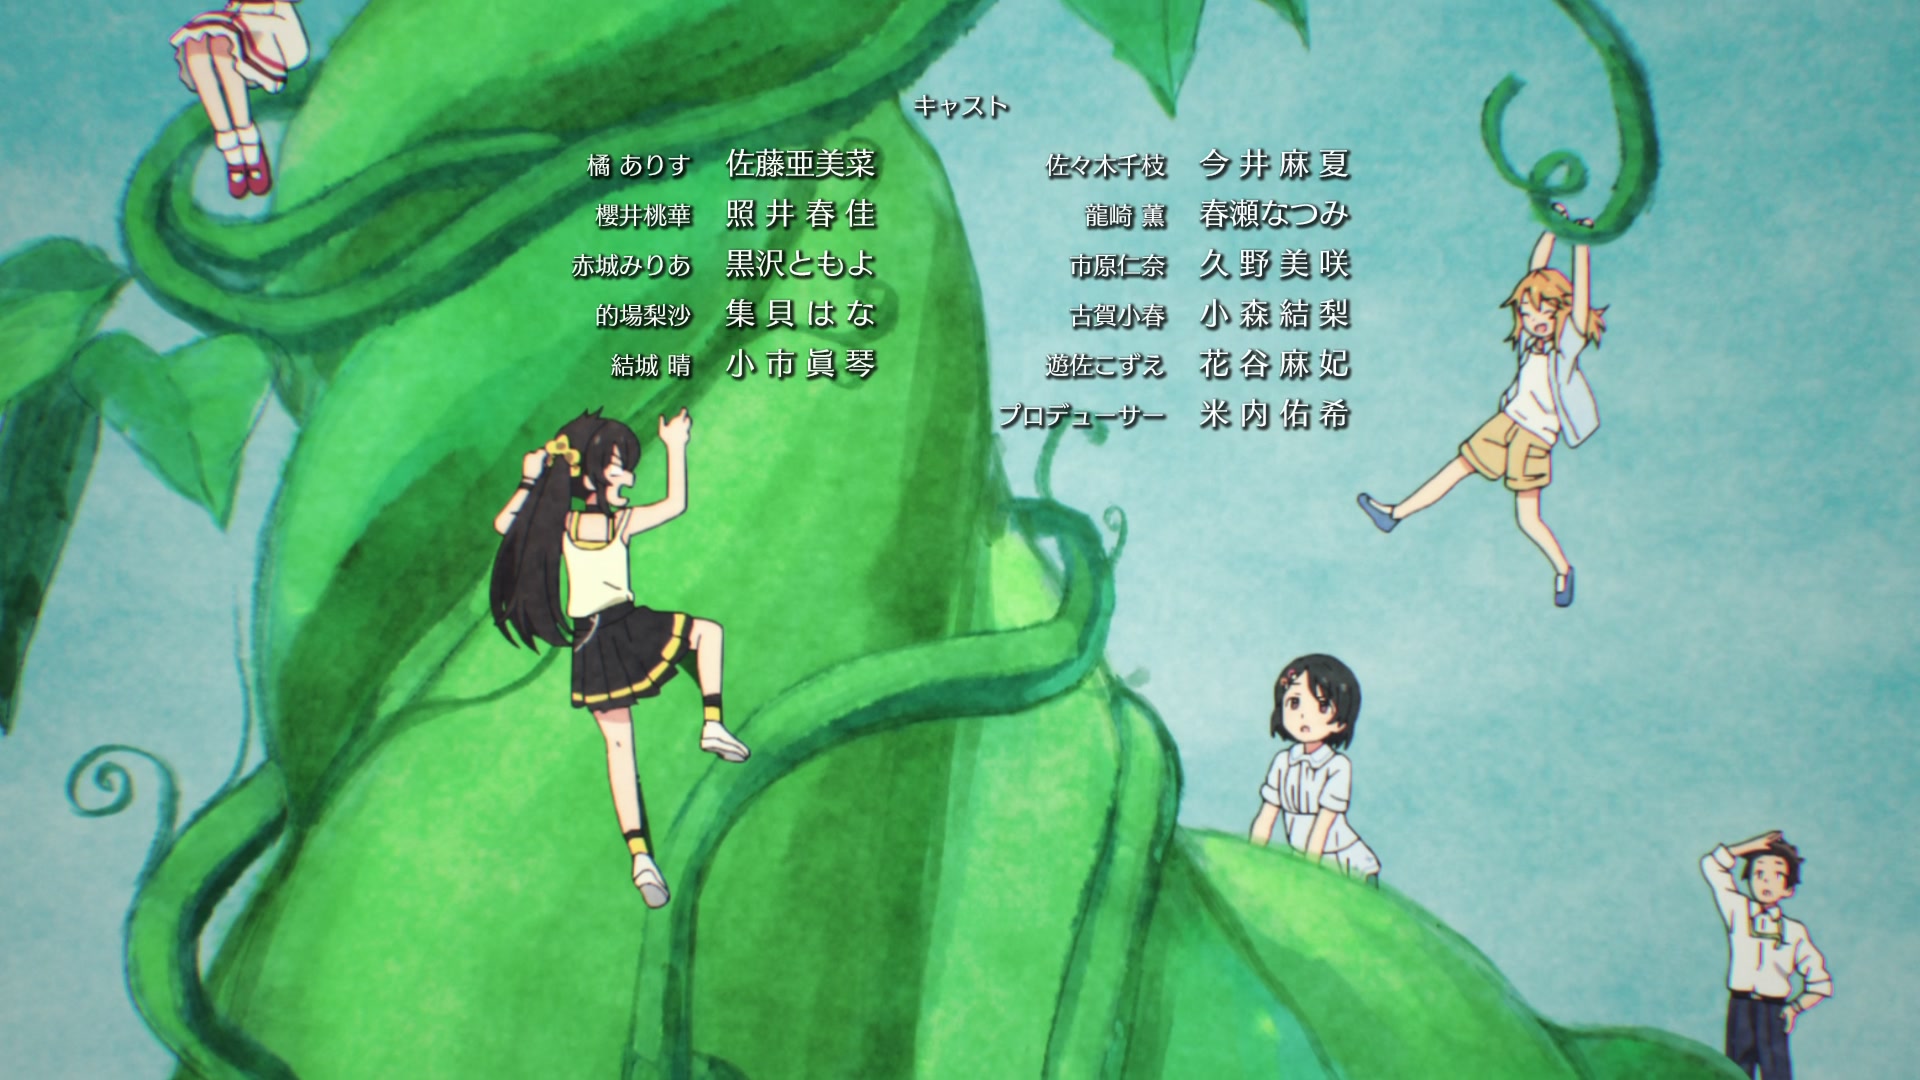 キャスト
橘 ありす 佐藤亜美菜
櫻井桃華 照井春佳
赤城みりあ 黒沢ともよ
的場梨沙 集貝はな
結城 晴 小市眞琴
佐々木千枝 今井麻夏
龍崎 薫 春瀬なつみ
市原仁奈 久野美咲
古賀小春 小森結梨
遊佐こずえ 花谷麻妃
プロデューサー 米内佑希